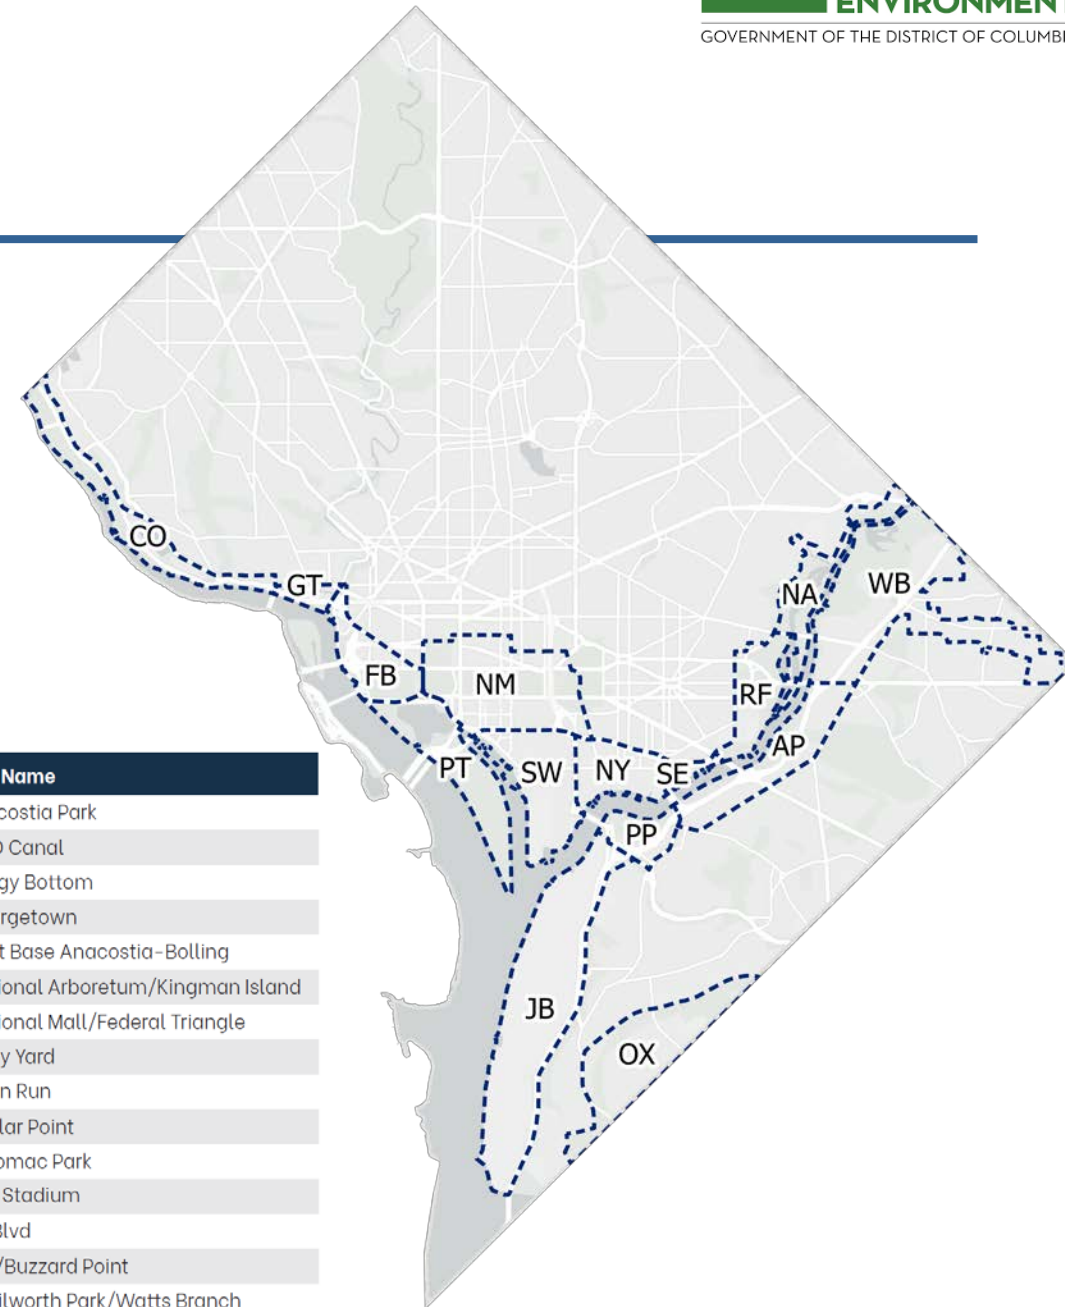 ENVIRONMEN
GOVERNMENT OF THE DISTRICT OF COLUMB
CO
GT
NA
WB
FB
NM
RF
AP
PT
SW
NY
SE
PP
JB
OX
Name
costia Park
Canal
gy Bottom
rgetown
t Base Anacostia-Bolling
ional Arboretum/Kingman Island
ional Mall/Federal Triangle
y Yard
n Run
lar Point
omac Park
Stadium
Blvd
/Buzzard Point
ilworth Park/Watts Branch